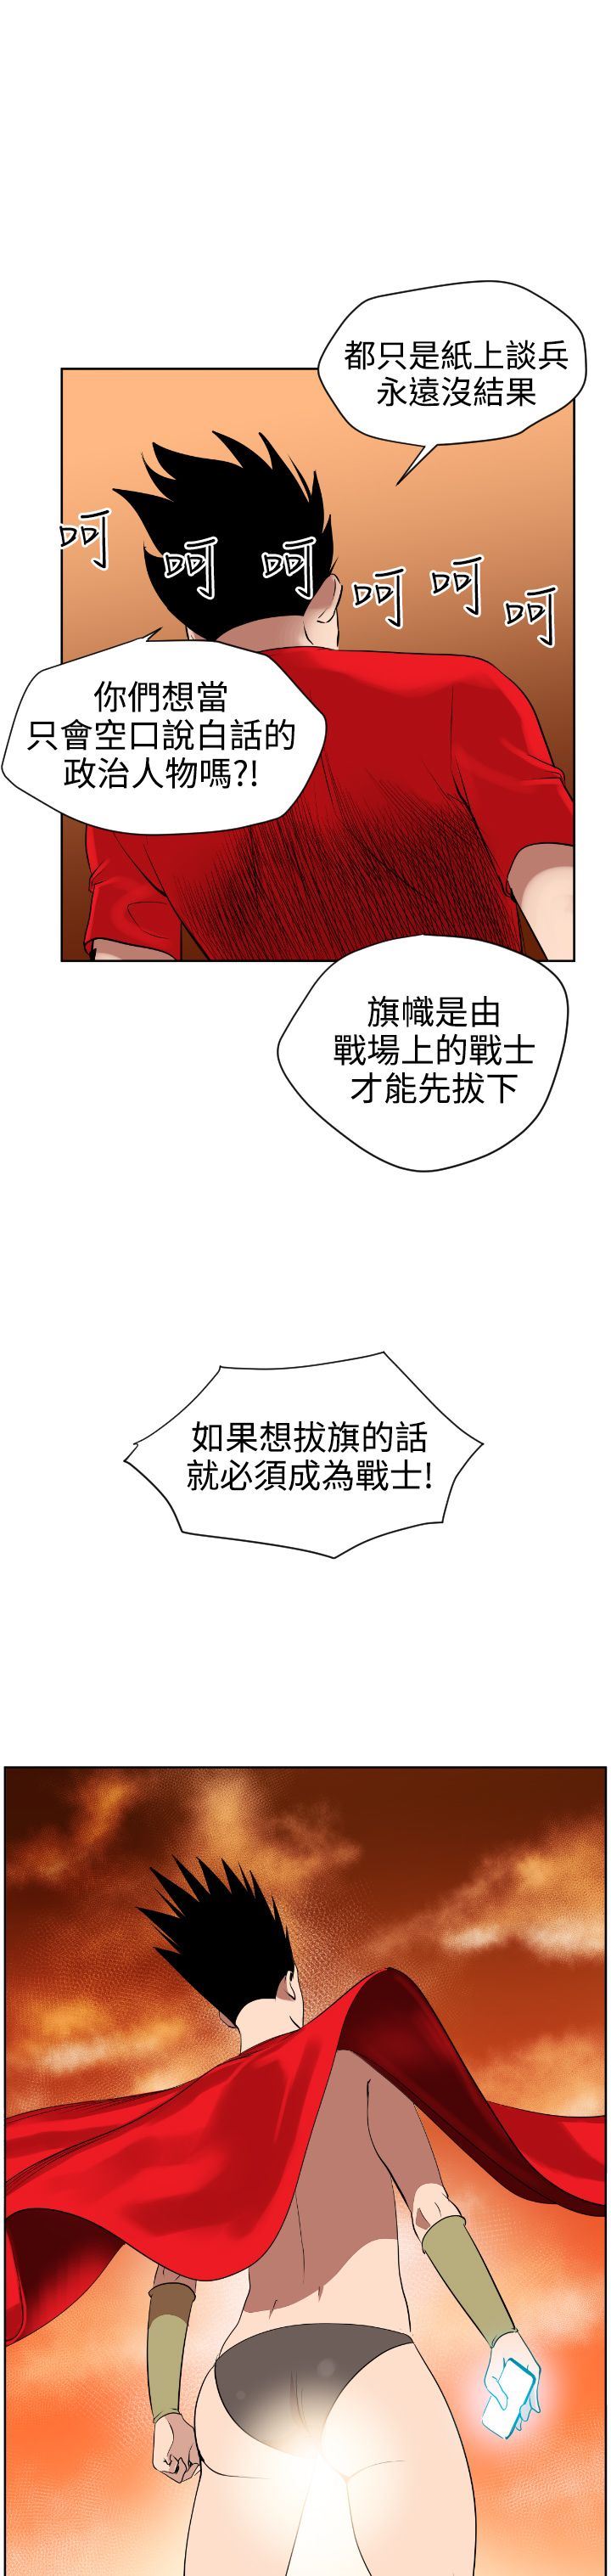 都只是紙上談兵
永遠沒結果
呵 呵 呵 呵 呵 呵
你們想當
只會空口說白話的
政治人物嗎?!
旗幟是由
戰場上的戰士
才能先拔下
如果想拔旗的話
就必須成為戰士!